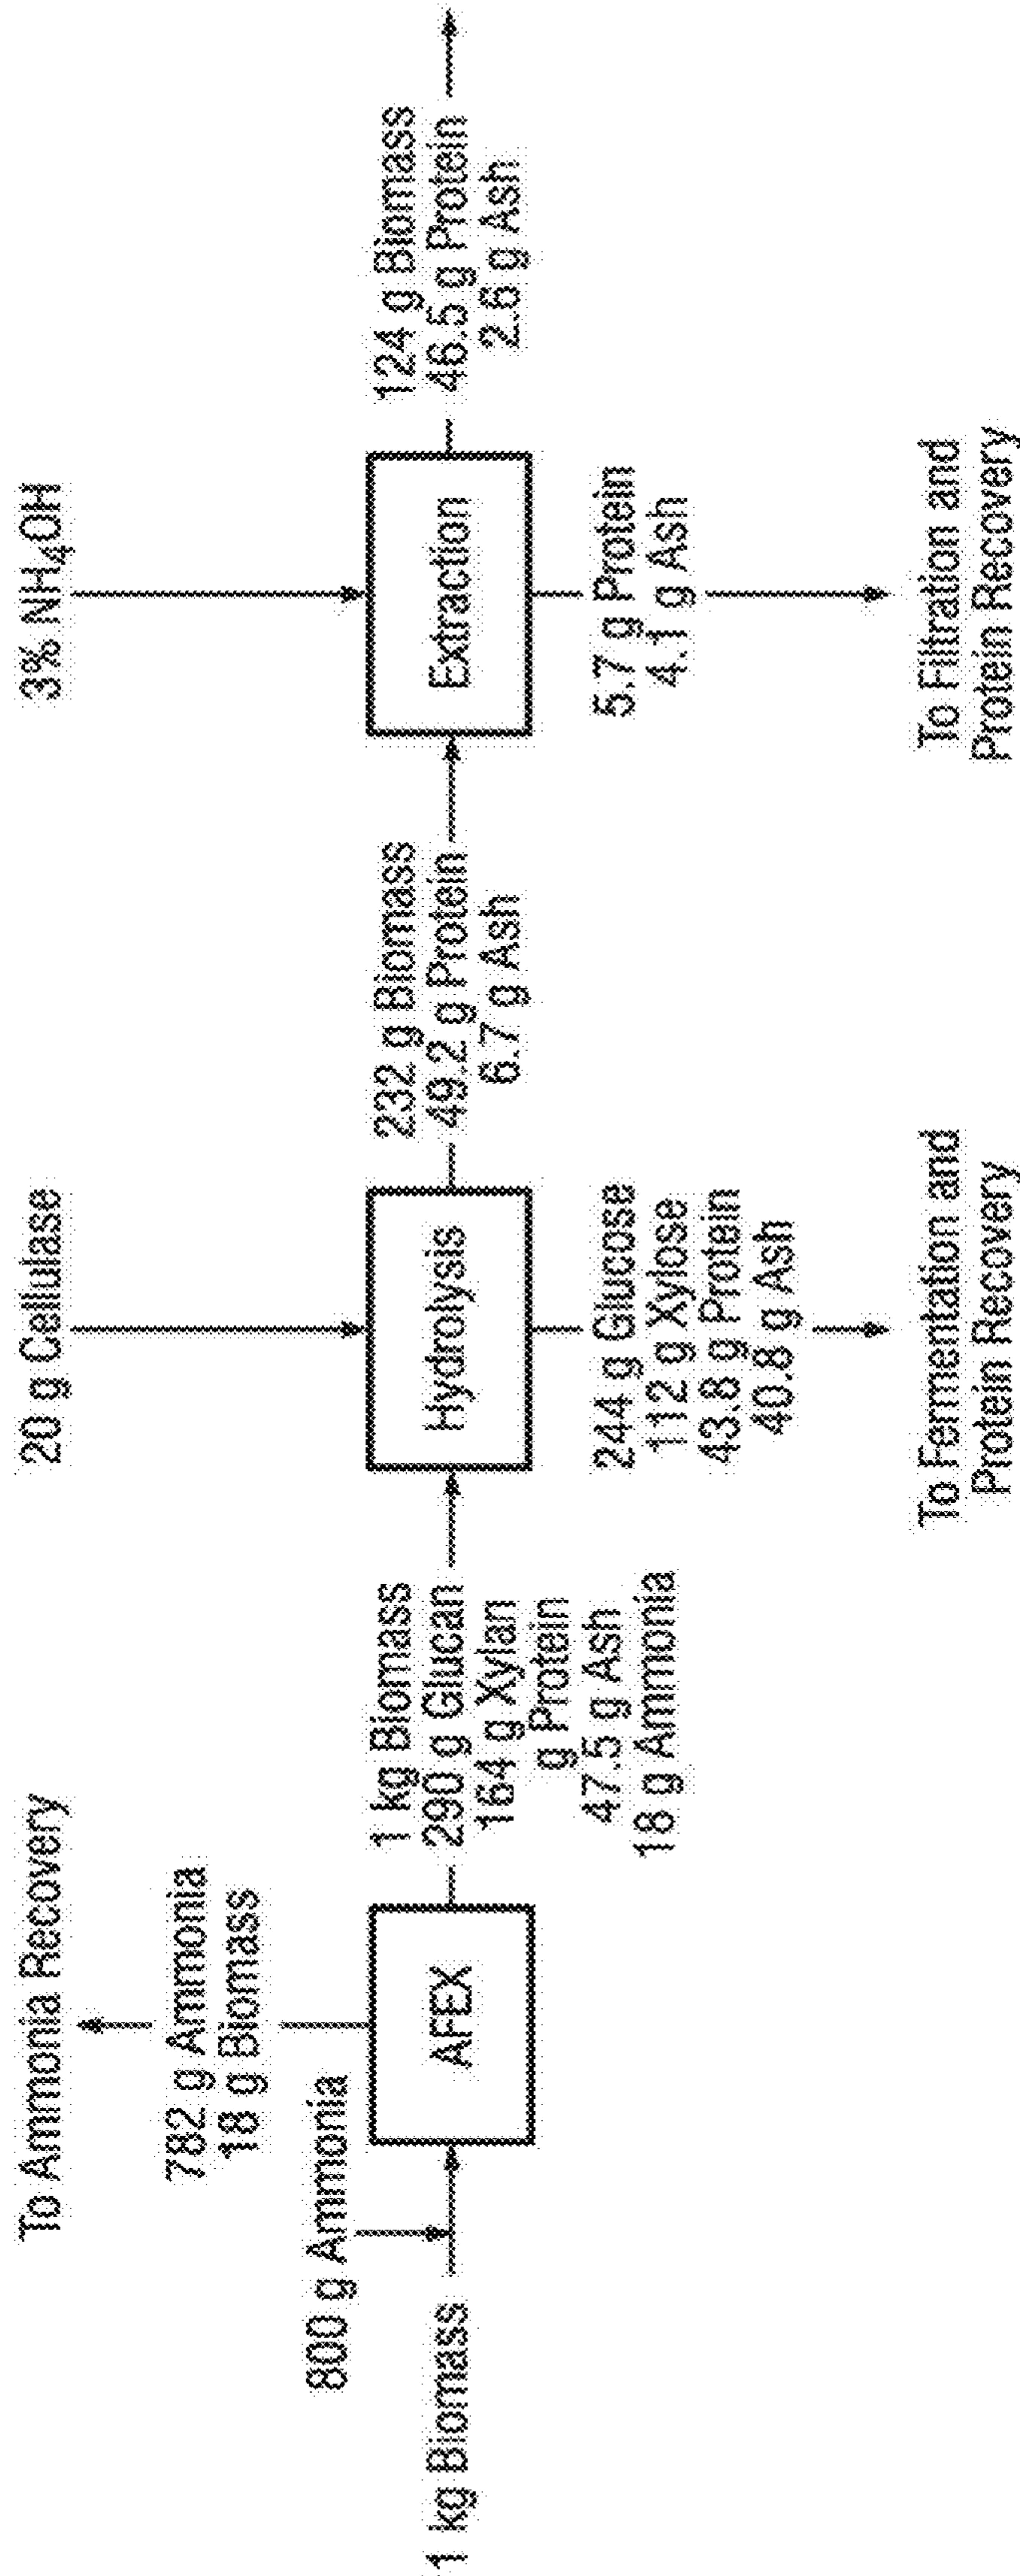 1 kg Biomass
800 g Ammonia
To Ammonia Recovery
782 g Ammonia
18 g Biomass
AFEX
1 kg Biomass
290 g Glucan
164 g Xylan
g Protein
47.5 g Ash
18 g Ammonia
20 g Cellulase
Hydrolysis
244 g Glucose
112 g Xylose
43.8 g Protein
40.8 g Ash
To Fermentation and
Protein Recovery
232 g Biomass
49.2 g Protein
6.7 g Ash
3% NH₄OH
Extraction
5.7 g Protein
4.1 g Ash
To Filtration and
Protein Recovery
124 g Biomass
46.5 g Protein
2.6 g Ash